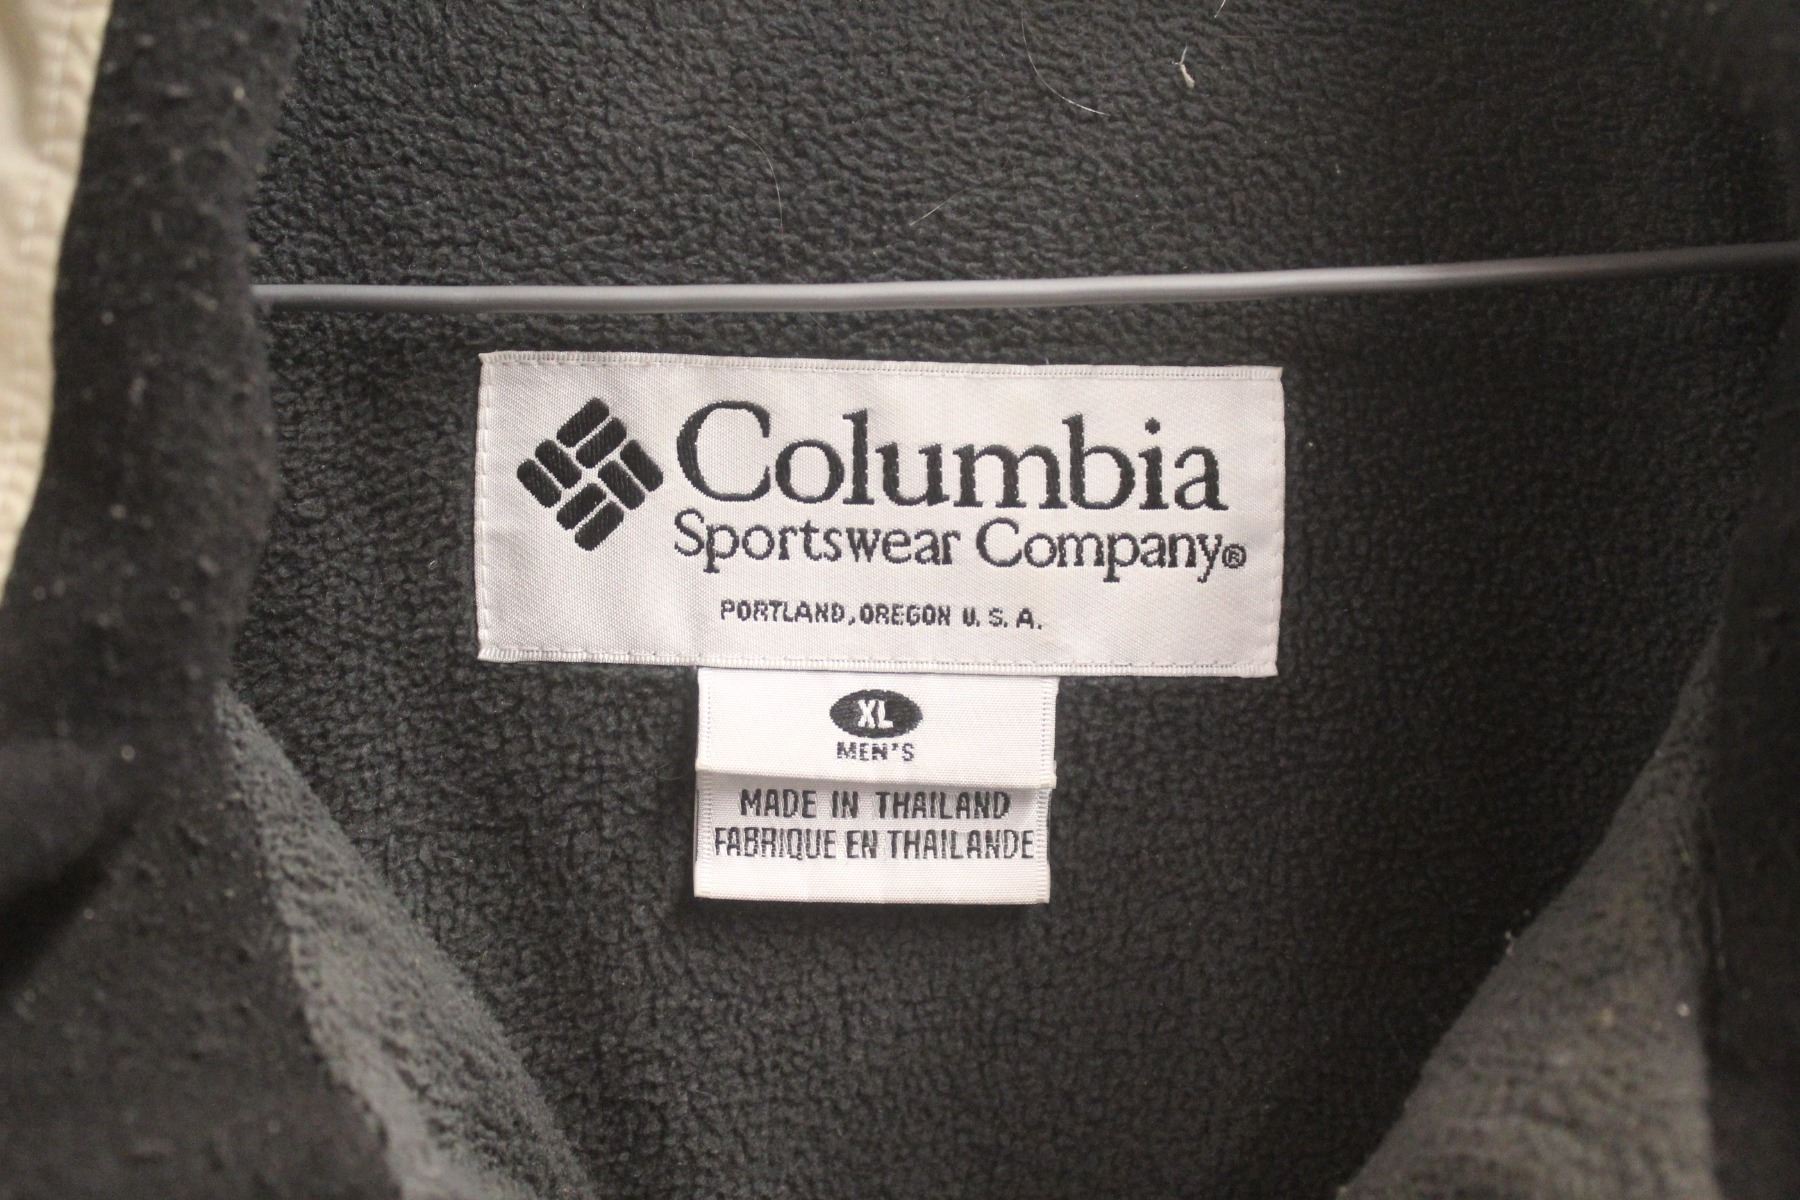 Columbia
Sportswear Company®
PORTLAND, OREGON U.S.A.
XL
MEN'S
MADE IN THAILAND
FABRIQUE EN THAILANDE